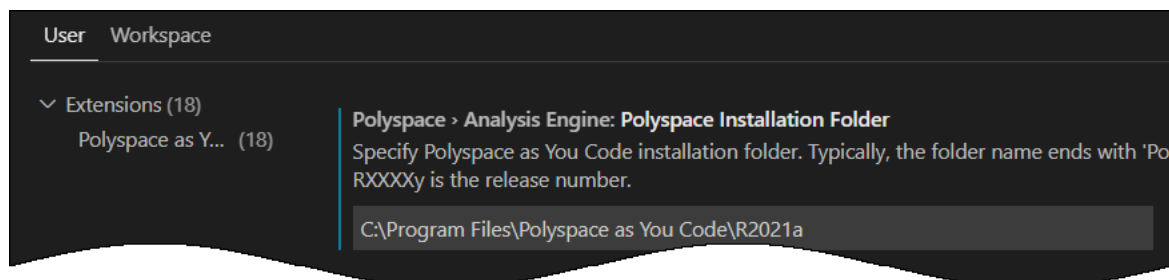 User Workspace
Extensions (18)
Polyspace as Y... (18)
Polyspace › Analysis Engine: Polyspace Installation Folder
Specify Polyspace as You Code installation folder. Typically, the folder name ends with 'Po
RXXXXy is the release number.
C:\Program Files\Polyspace as You Code\R2021a